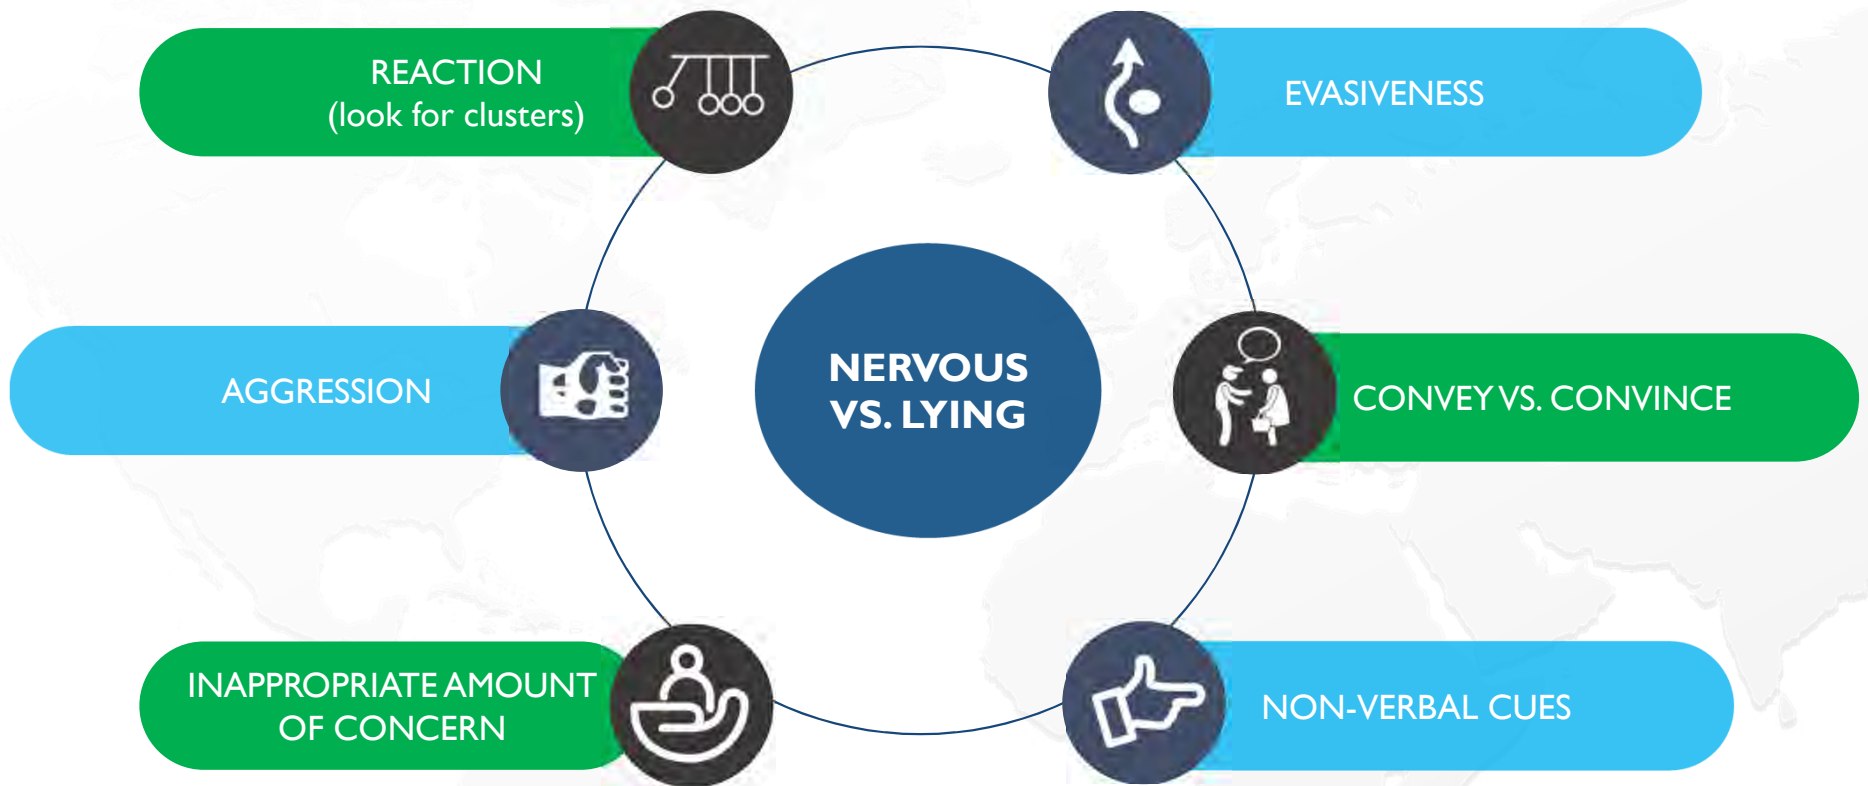 REACTION
(look for clusters)
EVASIVENESS
AGGRESSION
NERVOUS
VS. LYING
CONVEY VS. CONVINCE
INAPPROPRIATE AMOUNT
OF CONCERN
NON-VERBAL CUES